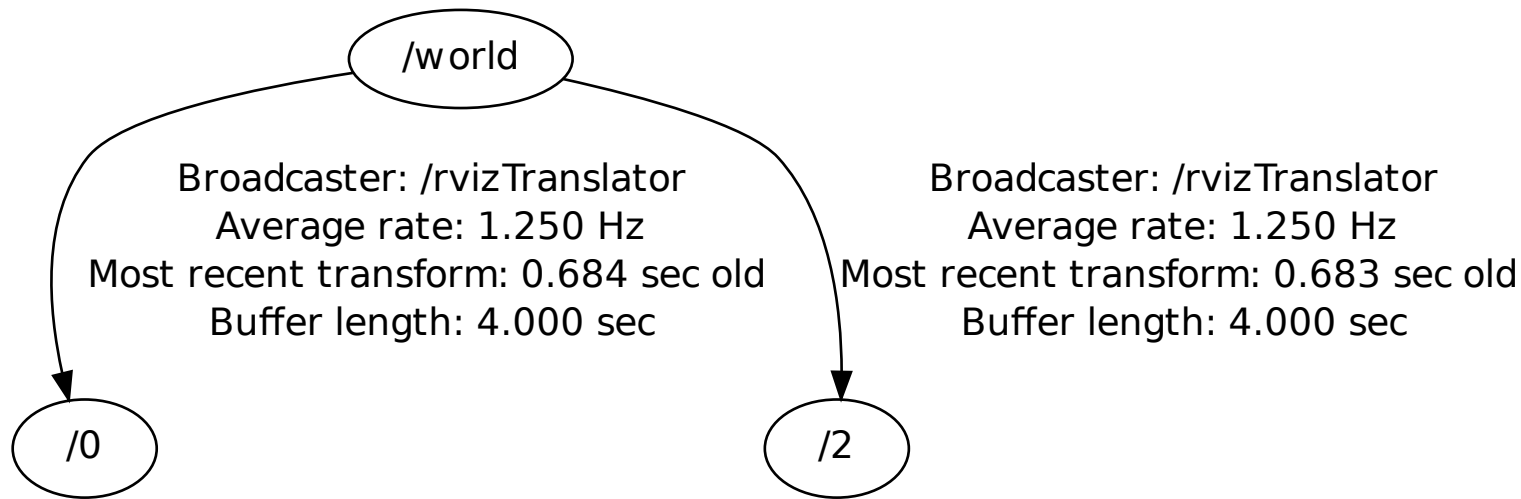 /world
Broadcaster: /rvizTranslator
Average rate: 1.250 Hz
Most recent transform: 0.684 sec old
Buffer length: 4.000 sec
Broadcaster: /rvizTranslator
Average rate: 1.250 Hz
Most recent transform: 0.683 sec old
Buffer length: 4.000 sec
/0
/2